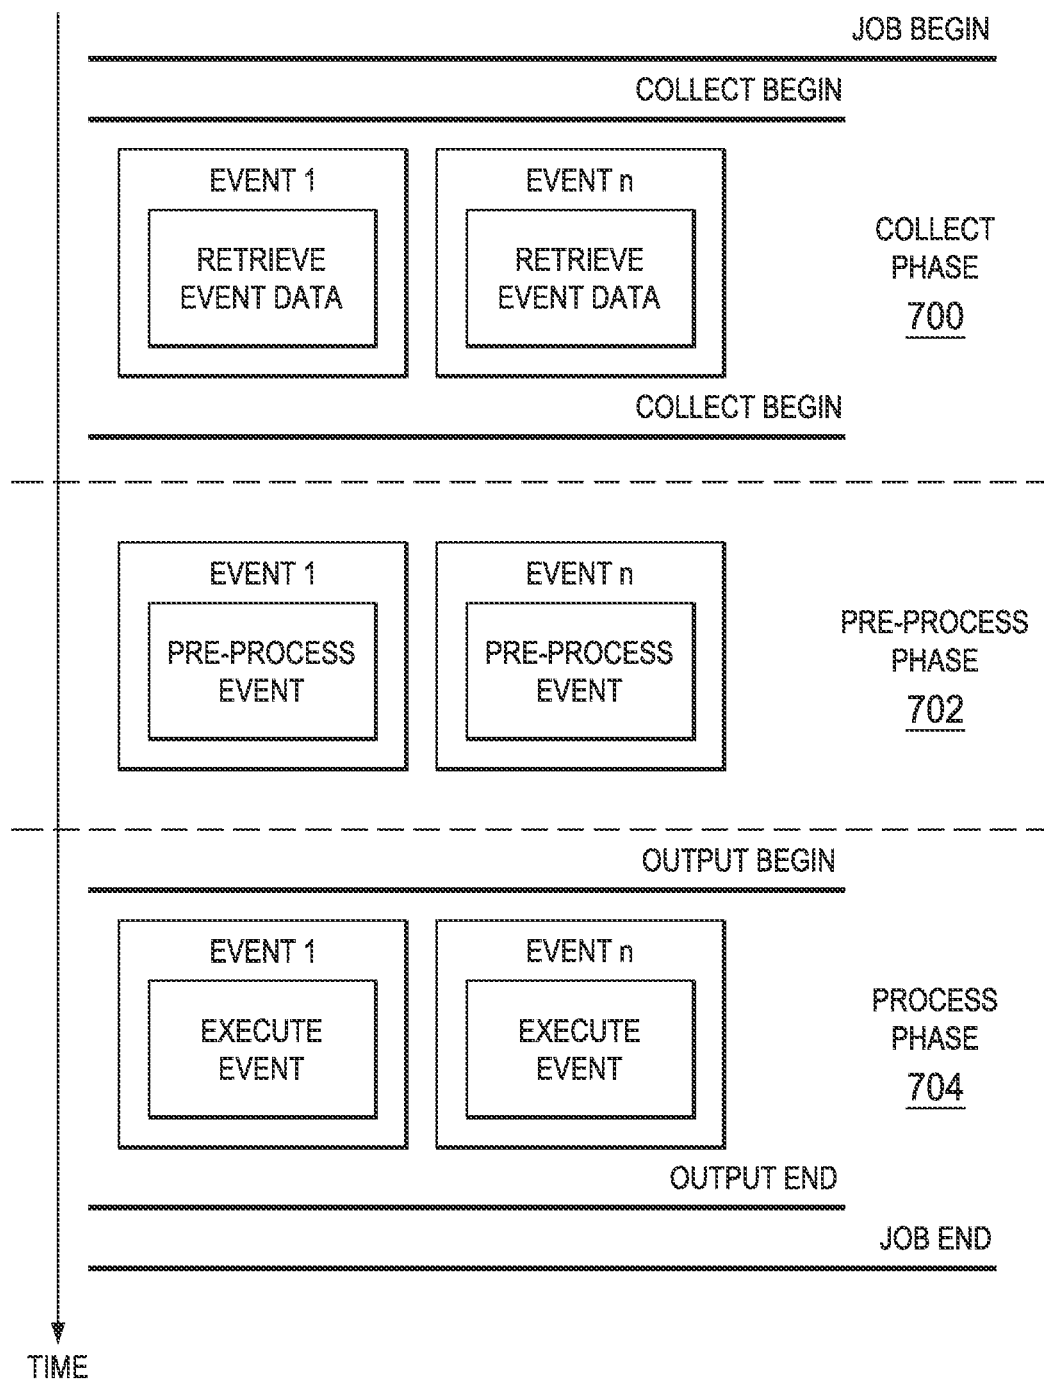 JOB BEGIN
COLLECT BEGIN
EVENT 1
RETRIEVE
EVENT DATA
EVENT n
RETRIEVE
EVENT DATA
COLLECT
PHASE
700
COLLECT BEGIN
EVENT 1
PRE-PROCESS
EVENT
EVENT n
PRE-PROCESS
EVENT
PRE-PROCESS
PHASE
702
OUTPUT BEGIN
EVENT 1
EXECUTE
EVENT
EVENT n
EXECUTE
EVENT
PROCESS
PHASE
704
OUTPUT END
JOB END
TIME